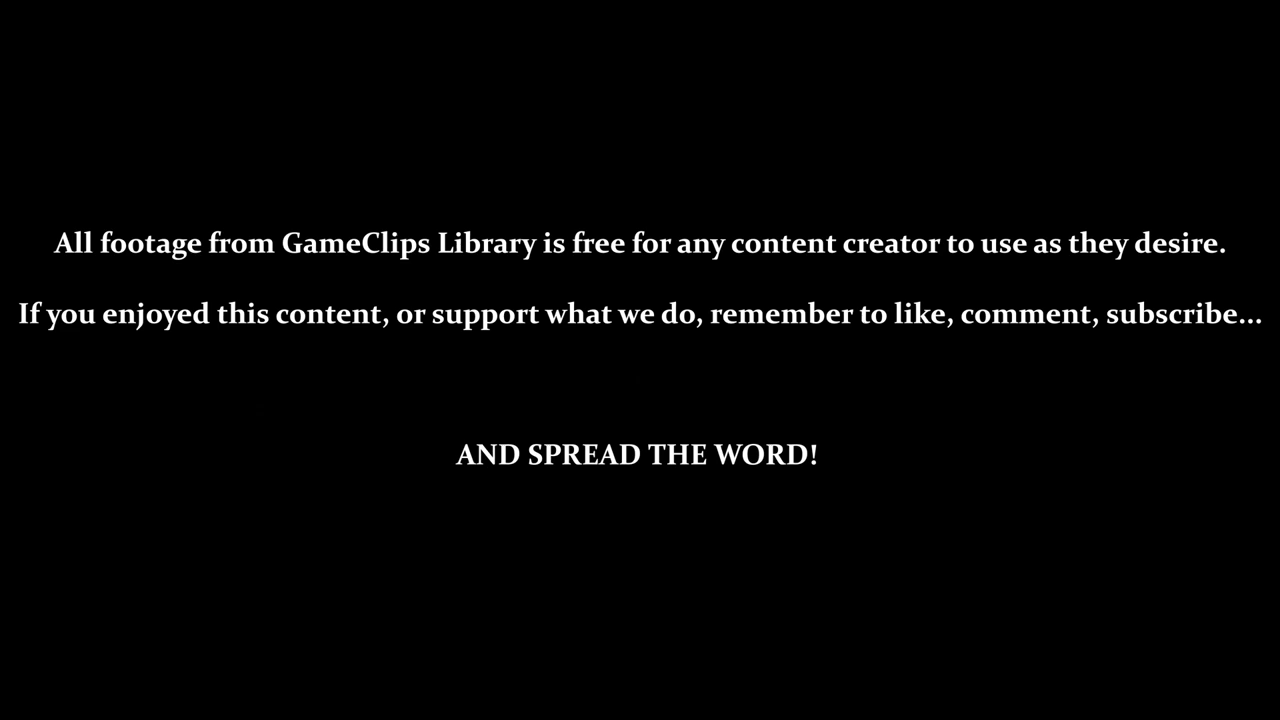 All footage from GameClips Library is free for any content creator to use as they desire.
If you enjoyed this content, or support what we do, remember to like, comment, subscribe...
AND SPREAD THE WORD!